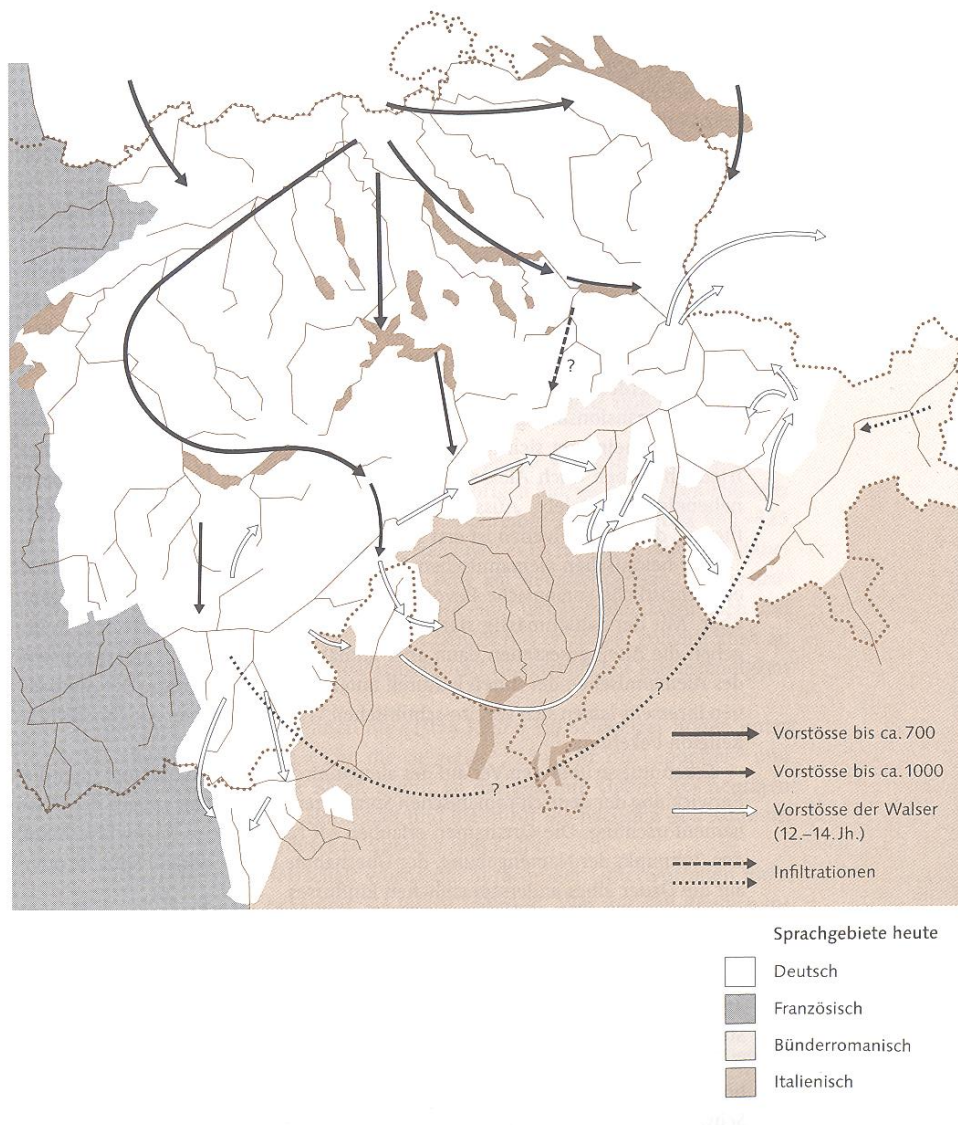 ?
?
?
Vorstösse bis ca. 700
Vorstösse bis ca. 1000
Vorstösse der Walser
(12.–14. Jh.)
Infiltrationen
Sprachgebiete heute
Deutsch
Französisch
Bünderromanisch
Italienisch